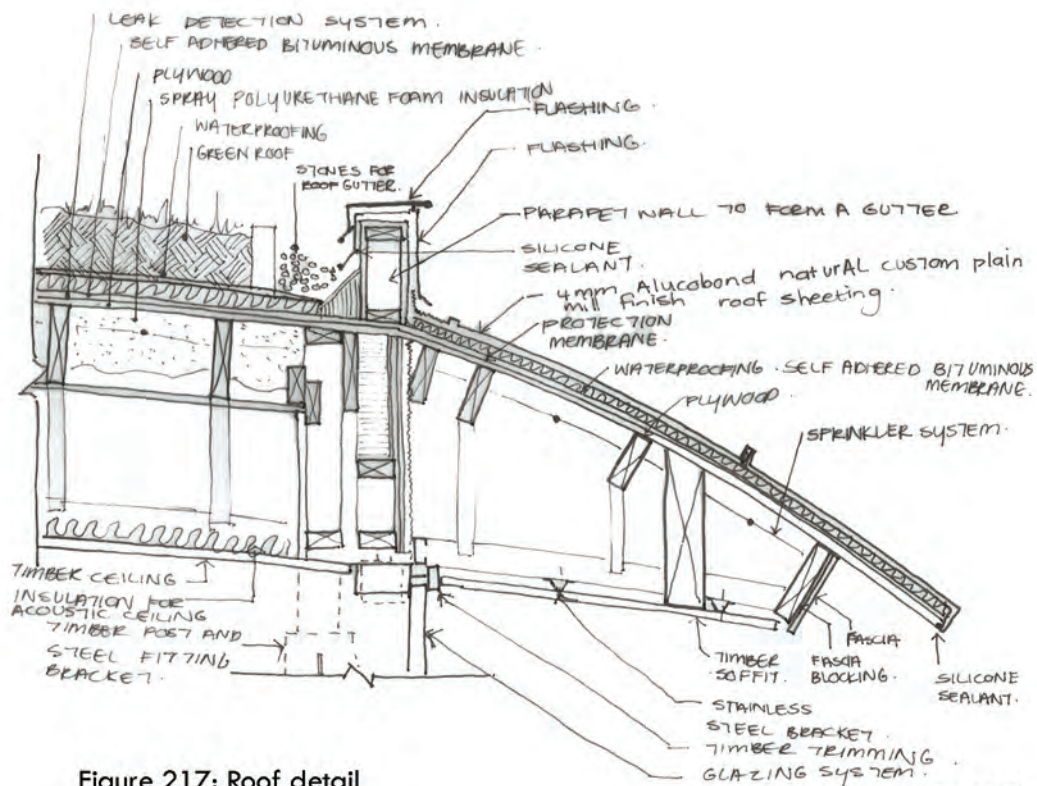 LEAK DETECTION SYSTEM.
SELF ADHERED BITUMINOUS MEMBRANE.
PLYWOOD
SPRAY POLYURETHANE FOAM INSULATION
WATERPROOFING
GREEN ROOF
STONES FOR
ROOF GUTTER.
FLASHING.
FLASHING.
PARAPET WALL TO FORM A GUTTER
SILICONE
SEALANT.
4mm Alucobond naturAL custom plain
mill finish roof sheeting.
PROTECTION
MEMBRANE.
WATERPROOFING . SELF ADHERED BITUMINOUS
MEMBRANE.
PLYWOOD.
SPRINKLER SYSTEM.
TIMBER CEILING
INSULATION FOR
ACOUSTIC CEILING
TIMBER POST AND
STEEL FITTING
BRACKET.
TIMBER
SOFFIT.
FASCIA
BLOCKING.
FASCIA
SILICONE
SEALANT.
STAINLESS
STEEL BRACKET.
TIMBER TRIMMING
GLAZING SYSTEM.
Figure 217: Roof detail